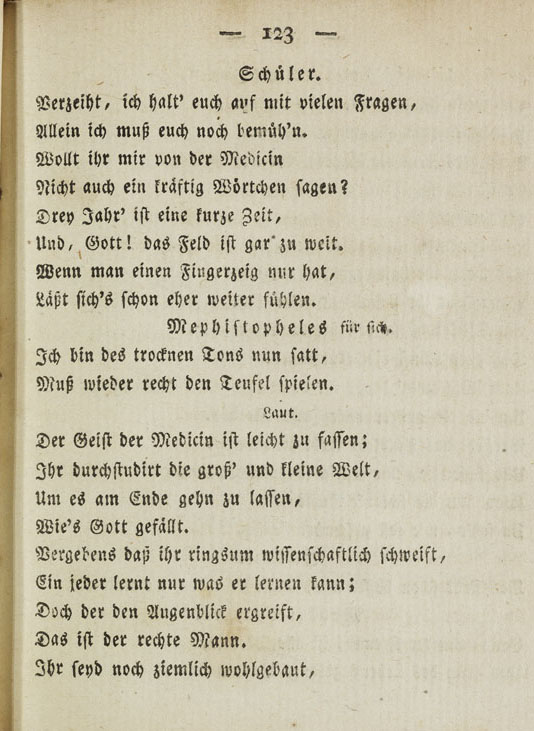 — 123 —
Schüler.
Verzeiht, ich halt' euch auf mit vielen Fragen,
Allein ich muß euch noch bemüh'n.
Wollt ihr mir von der Medicin
Nicht auch ein kräftig Wörtchen sagen?
Drey Jahr' ist eine kurze Zeit,
Und, Gott! das Feld ist gar zu weit.
Wenn man einen Fingerzeig nur hat,
Läßt sich's schon eher weiter fühlen.
Mephistopheles für sich.
Ich bin des trocknen Tons nun satt,
Muß wieder recht den Teufel spielen.
Laut.
Der Geist der Medicin ist leicht zu fassen;
Ihr durchstudirt die groß' und kleine Welt,
Um es am Ende gehn zu lassen,
Wie's Gott gefällt.
Vergebens daß ihr ringsum wissenschaftlich schweift,
Ein jeder lernt nur was er lernen kann;
Doch der den Augenblick ergreift,
Das ist der rechte Mann.
Ihr seyd noch ziemlich wohlgebaut,